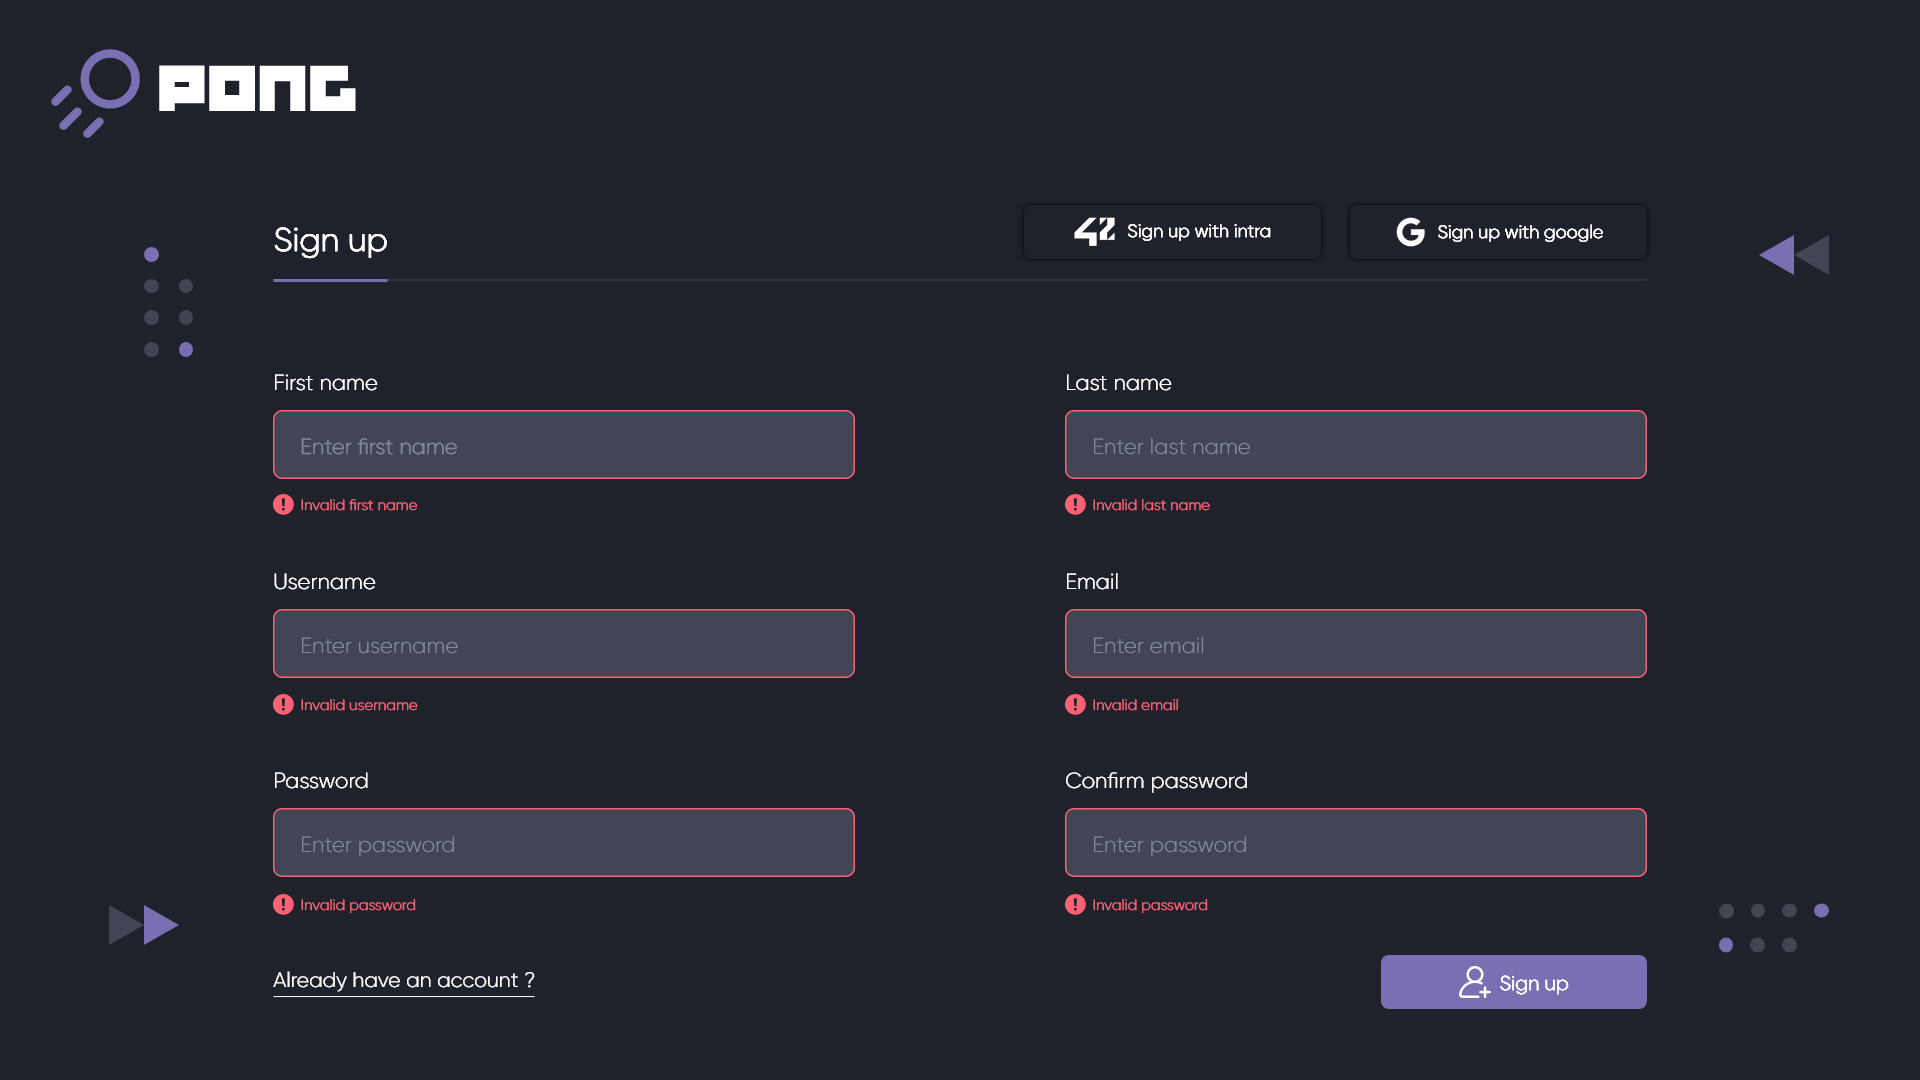 PONG
Sign up
42 Sign up with intra
G Sign up with google
First name
Last name
Enter first name
Enter last name
! Invalid first name
! Invalid last name
Username
Email
Enter username
Enter email
! Invalid username
! Invalid email
Password
Confirm password
Enter password
Enter password
! Invalid password
! Invalid password
Already have an account ?
Sign up